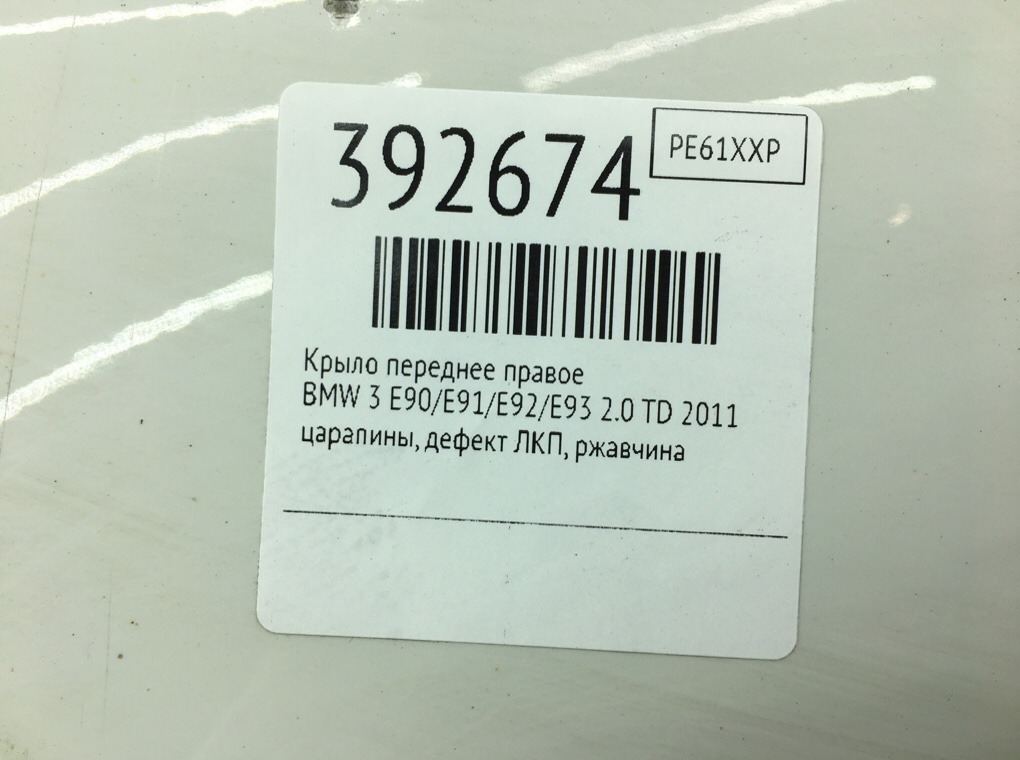 392674
PE61XXP
Крыло переднее правое
BMW 3 E90/E91/E92/E93 2.0 TD 2011
царапины, дефект ЛКП, ржавчина